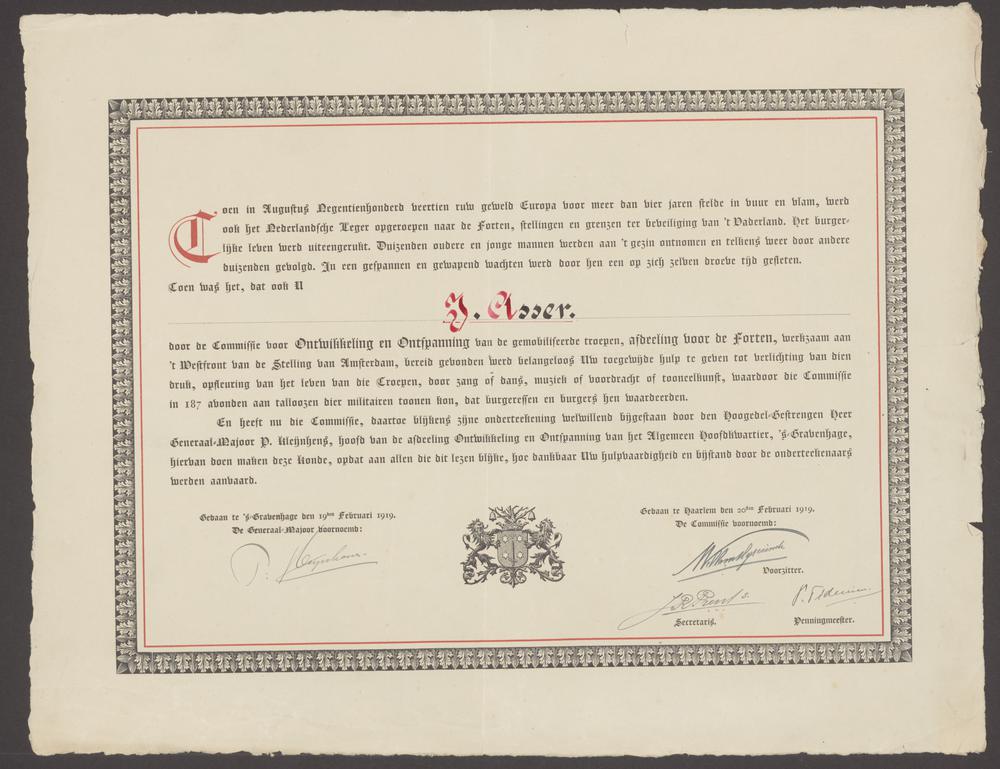 Toen in Augustus Negentienhonderd veertien ruw geweld Europa voor meer dan vier jaren stelde in vuur en vlam, werd
ook het Nederlandsche Leger opgeroepen naar de Forten, stellingen en grenzen ter beveiliging van 't Vaderland. Het burger-
lijke leven werd uiteengerukt. Duizenden oudere en jonge mannen werden aan 't gezin ontnomen en telkens weer door andere
duizenden gevolgd. In een gespannen en gewapend wachten werd door hen een op zich zelven droeve tijd gesleten.
Toen was het, dat ook U
J. Asser.
door de Commissie voor Ontwikkeling en Ontspanning van de gemobiliseerde troepen, afdeeling voor de Forten, werkzaam aan
't Westfront van de Stelling van Amsterdam, bereid gevonden werd belangeloos Uw toegewijde hulp te geven tot verlichting van dien
druk, opfleuring van het leven van die Troepen, door zang of dans, muziek of voordracht of tooneelkunst, waardoor die Commissie
in 187 avonden aan talloozen dier militairen toonen kon, dat burgeressen en burgers hen waardeerden.
En heeft nu die Commissie, daartoe blijkens zijne onderteekening welwillend bijgestaan door den Hoogedel-Gestrengen Heer
Generaal-Majoor P. Kleijnhens, hoofd van de afdeeling Ontwikkeling en Ontspanning van het Algemeen Hoofdkwartier, 's-Gravenhage,
hiervan doen maken deze konde, opdat aan allen die dit lezen blijke, hoe dankbaar Uw hulpvaardigheid en bijstand door de onderteekenaars
werden aanvaard.
Gedaan te 's-Gravenhage den 19den Februari 1919.
De Generaal-Majoor voornoemd:
Gedaan te Haarlem den 20sten Februari 1919.
De Commissie voornoemd:
Voorzitter.
Secretaris.
Penningmeester.